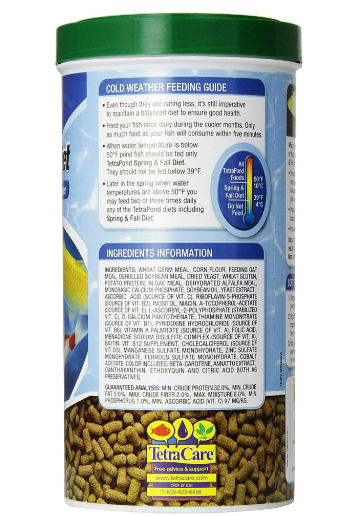 COLD WEATHER FEEDING GUIDE
• Even though they are eating less, it's still imperative
to maintain a balanced diet to ensure good health.
• Feed your fish once daily during the cooler months. Only
as much food as your fish will consume within five minutes.
• When water temperature is below
50°F pond fish should be fed only
TetraPond Spring & Fall Diet.
They should not be fed below 39°F.
• Later in the spring when water
temperatures are above 50°F you
may feed two or three times daily
any of the TetraPond diets including
Spring & Fall Diet.
All
TetraPond
Foods
50°F
10°C
Spring &
Fall Diet
39°F
4°C
Do Not
Feed
INGREDIENTS INFORMATION
INGREDIENTS: WHEAT GERM MEAL, CORN FLOUR, FEEDING OAT
MEAL, DEHULLED SOYBEAN MEAL, DRIED YEAST, WHEAT GLUTEN,
POTATO PROTEIN, ALGAE MEAL, DEHYDRATED ALFALFA MEAL,
MONOBASIC CALCIUM PHOSPHATE, SOYBEAN OIL, YEAST EXTRACT,
ASCORBIC ACID (SOURCE OF VIT. C), RIBOFLAVIN-5-PHOSPHATE
(SOURCE OF VIT. B2), INOSITOL, NIACIN, A-TOCOPHEROL-ACETATE
(SOURCE OF VIT. E), L-ASCORBYL-2-POLYPHOSPHATE (STABILIZED
VIT. C), D-CALCIUM PANTOTHENATE, THIAMINE MONONITRATE
(SOURCE OF VIT. B1), PYRIDOXINE HYDROCHLORIDE (SOURCE OF
VIT. B6), VITAMIN A PALMITATE (SOURCE OF VIT. A), FOLIC ACID,
MENADIONE SODIUM BISULFITE COMPLEX (SOURCE OF VIT. K),
BIOTIN, VIT. B12 SUPPLEMENT, CHOLECALCIFEROL (SOURCE OF
VIT D3), MANGANESE SULFATE MONOHYDRATE, ZINC SULFATE
MONOHYDRATE, FERROUS SULFATE MONOHYDRATE, COBALT
ACETATE COLOR INCLUDES: BETA-CAROTENE, ANNATTO EXTRACT,
CANTHAXANTHIN, ETHOXYQUIN AND CITRIC ACID BOTH AS
PRESERVATIVES.
GUARANTEED ANALYSIS: MIN. CRUDE PROTEIN 32.0%, MIN. CRUDE
FAT 5.0%, MAX. CRUDE FIBER 2.0%, MAX. MOISTURE 8.0%, MIN.
PHOSPHORUS 1.0%, MIN. ASCORBIC ACID (VIT. C) 97 MG/KG.
TetraCare
Free advice & support
www.tetracare.com
click or call
1-800-423-6458